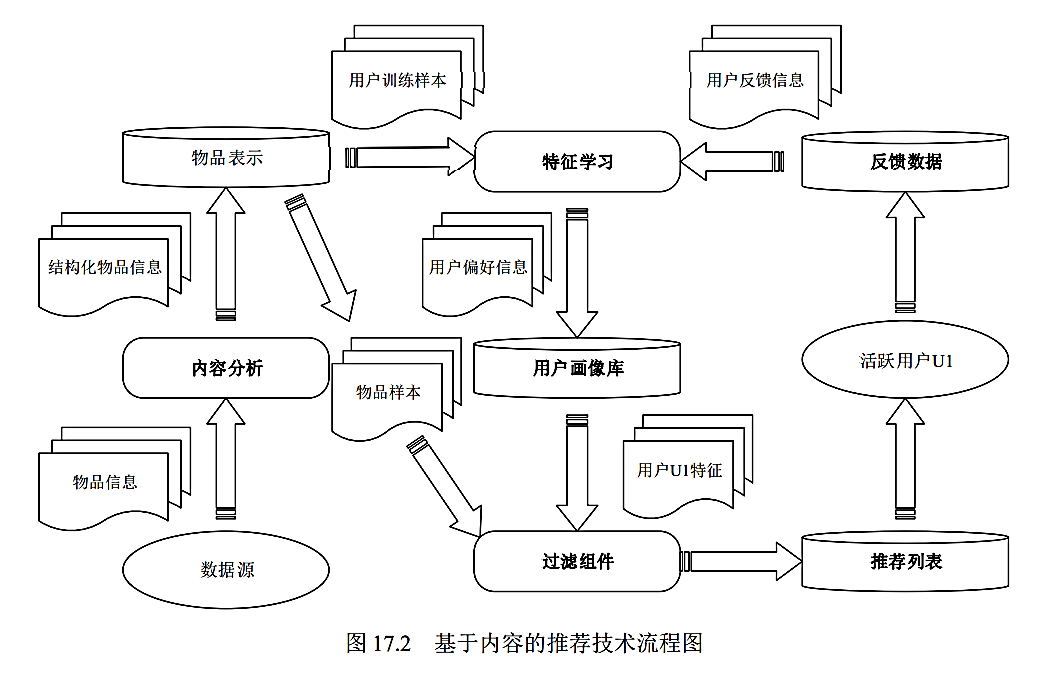 用户训练样本
用户反馈信息
物品表示
特征学习
反馈数据
结构化物品信息
用户偏好信息
内容分析
物品样本
用户画像库
活跃用户U1
物品信息
用户U1特征
数据源
过滤组件
推荐列表
图 17.2 基于内容的推荐技术流程图